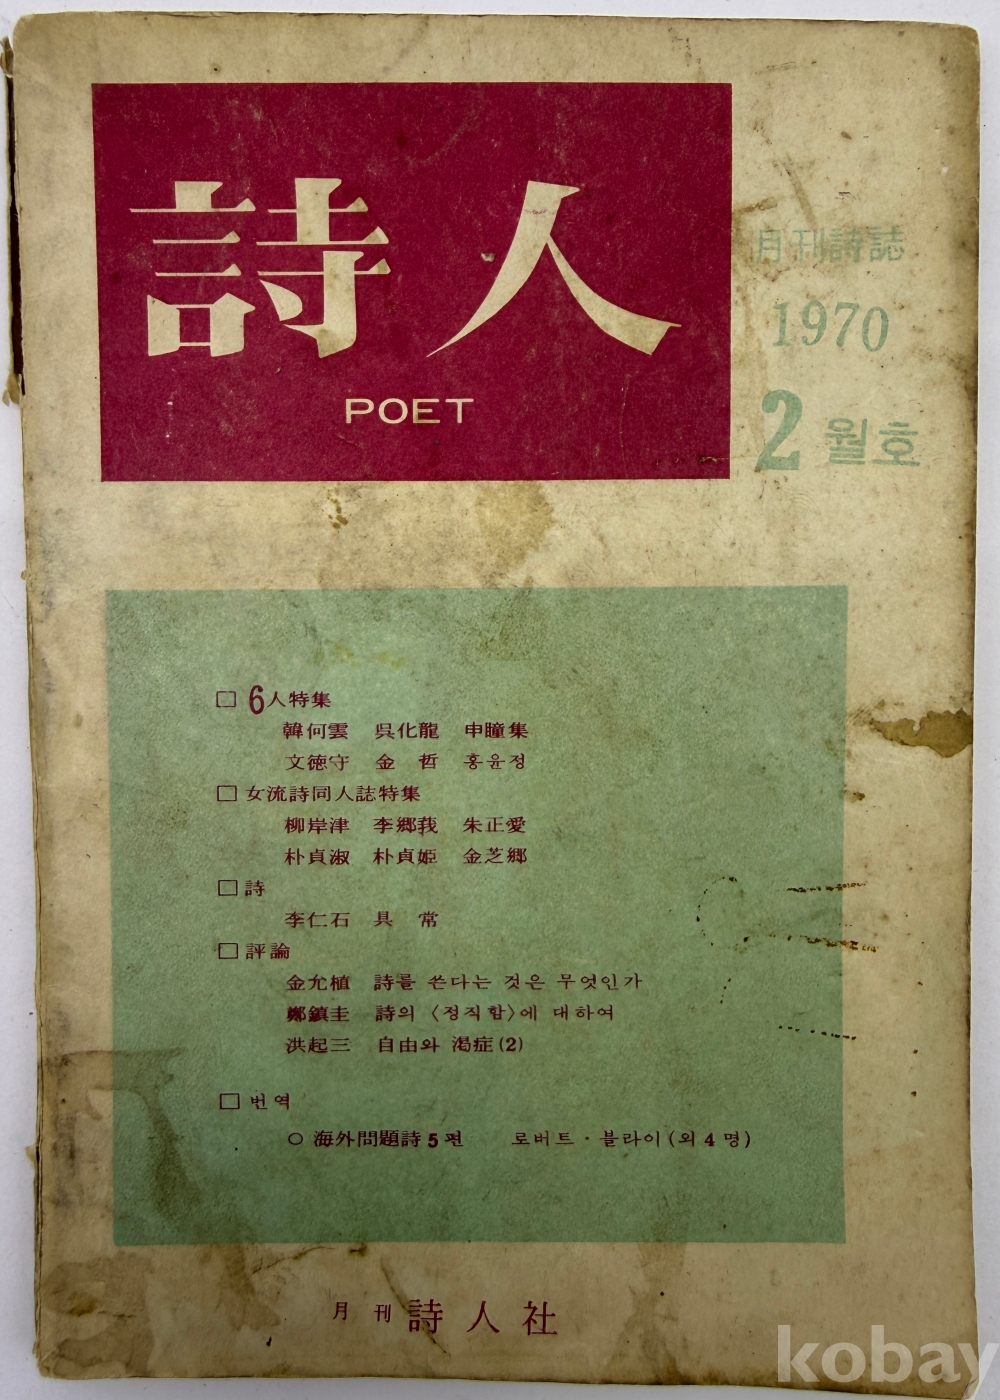 詩人
POET
月刊詩誌
1970
2월호
□ 6人特集
韓何雲 呉化龍 申瞳集
文徳守 金哲 홍윤정
□ 女流詩同人誌特集
柳岸津 李郷莪 朱正愛
朴貞淑 朴貞姫 金芝郷
□ 詩
李仁石 具常
□ 評論
金允植 詩를 쓴다는 것은 무엇인가
鄭鎭圭 詩의 〈정직함〉에 대하여
洪起三 自由와 渇症(2)
□ 번역
○ 海外問題詩5편 로버트·블라이(외4명)
月刊 詩人社
kobay